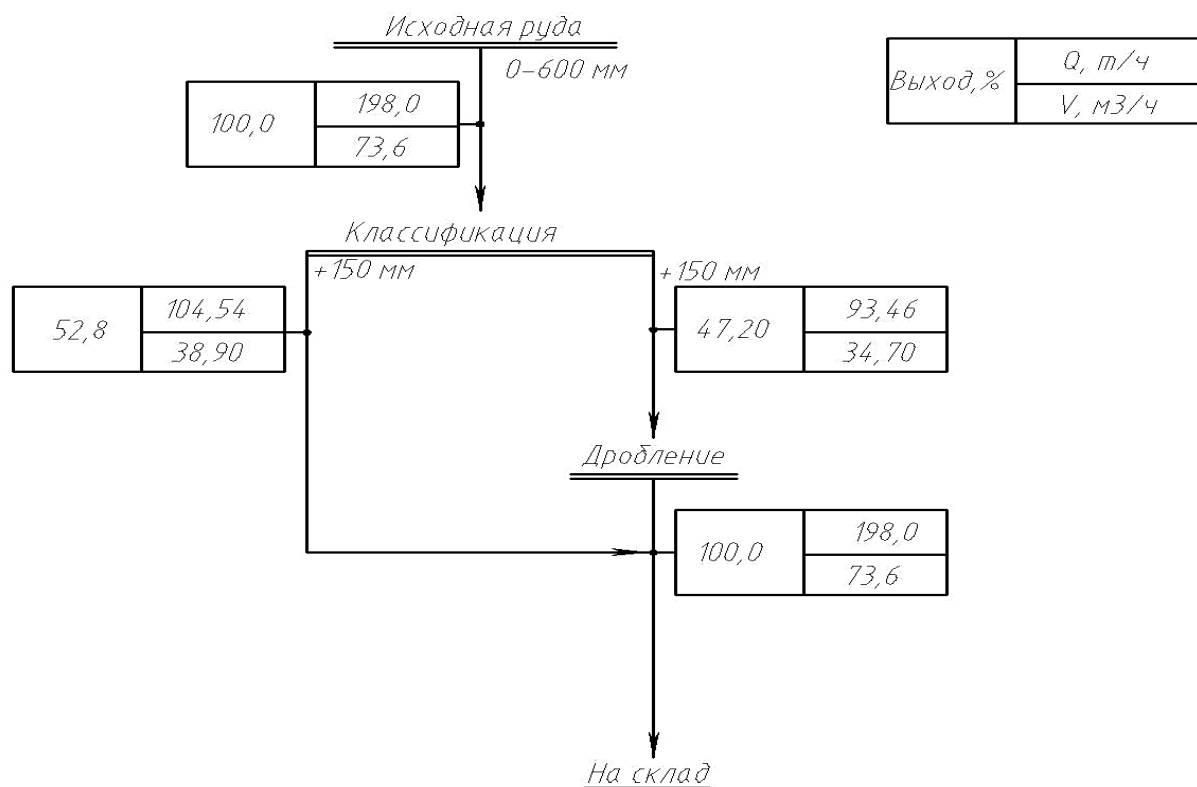 Исходная руда
0-600 мм
Выход,%
Q, т/ч
V, м3/ч
100,0
198,0
73,6
Классификация
+150 мм
+150 мм
52,8
104,54
38,90
47,20
93,46
34,70
Дробление
100,0
198,0
73,6
На склад